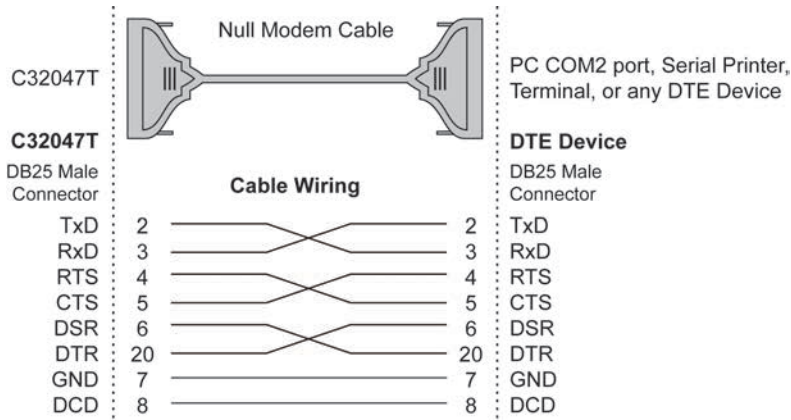 Null Modem Cable
C32047T
PC COM2 port, Serial Printer,
Terminal, or any DTE Device
C32047T
DB25 Male
Connector
DTE Device
DB25 Male
Connector
Cable Wiring
TxD 2 2 TxD
RxD 3 3 RxD
RTS 4 4 RTS
CTS 5 5 CTS
DSR 6 6 DSR
DTR 20 20 DTR
GND 7 7 GND
DCD 8 8 DCD